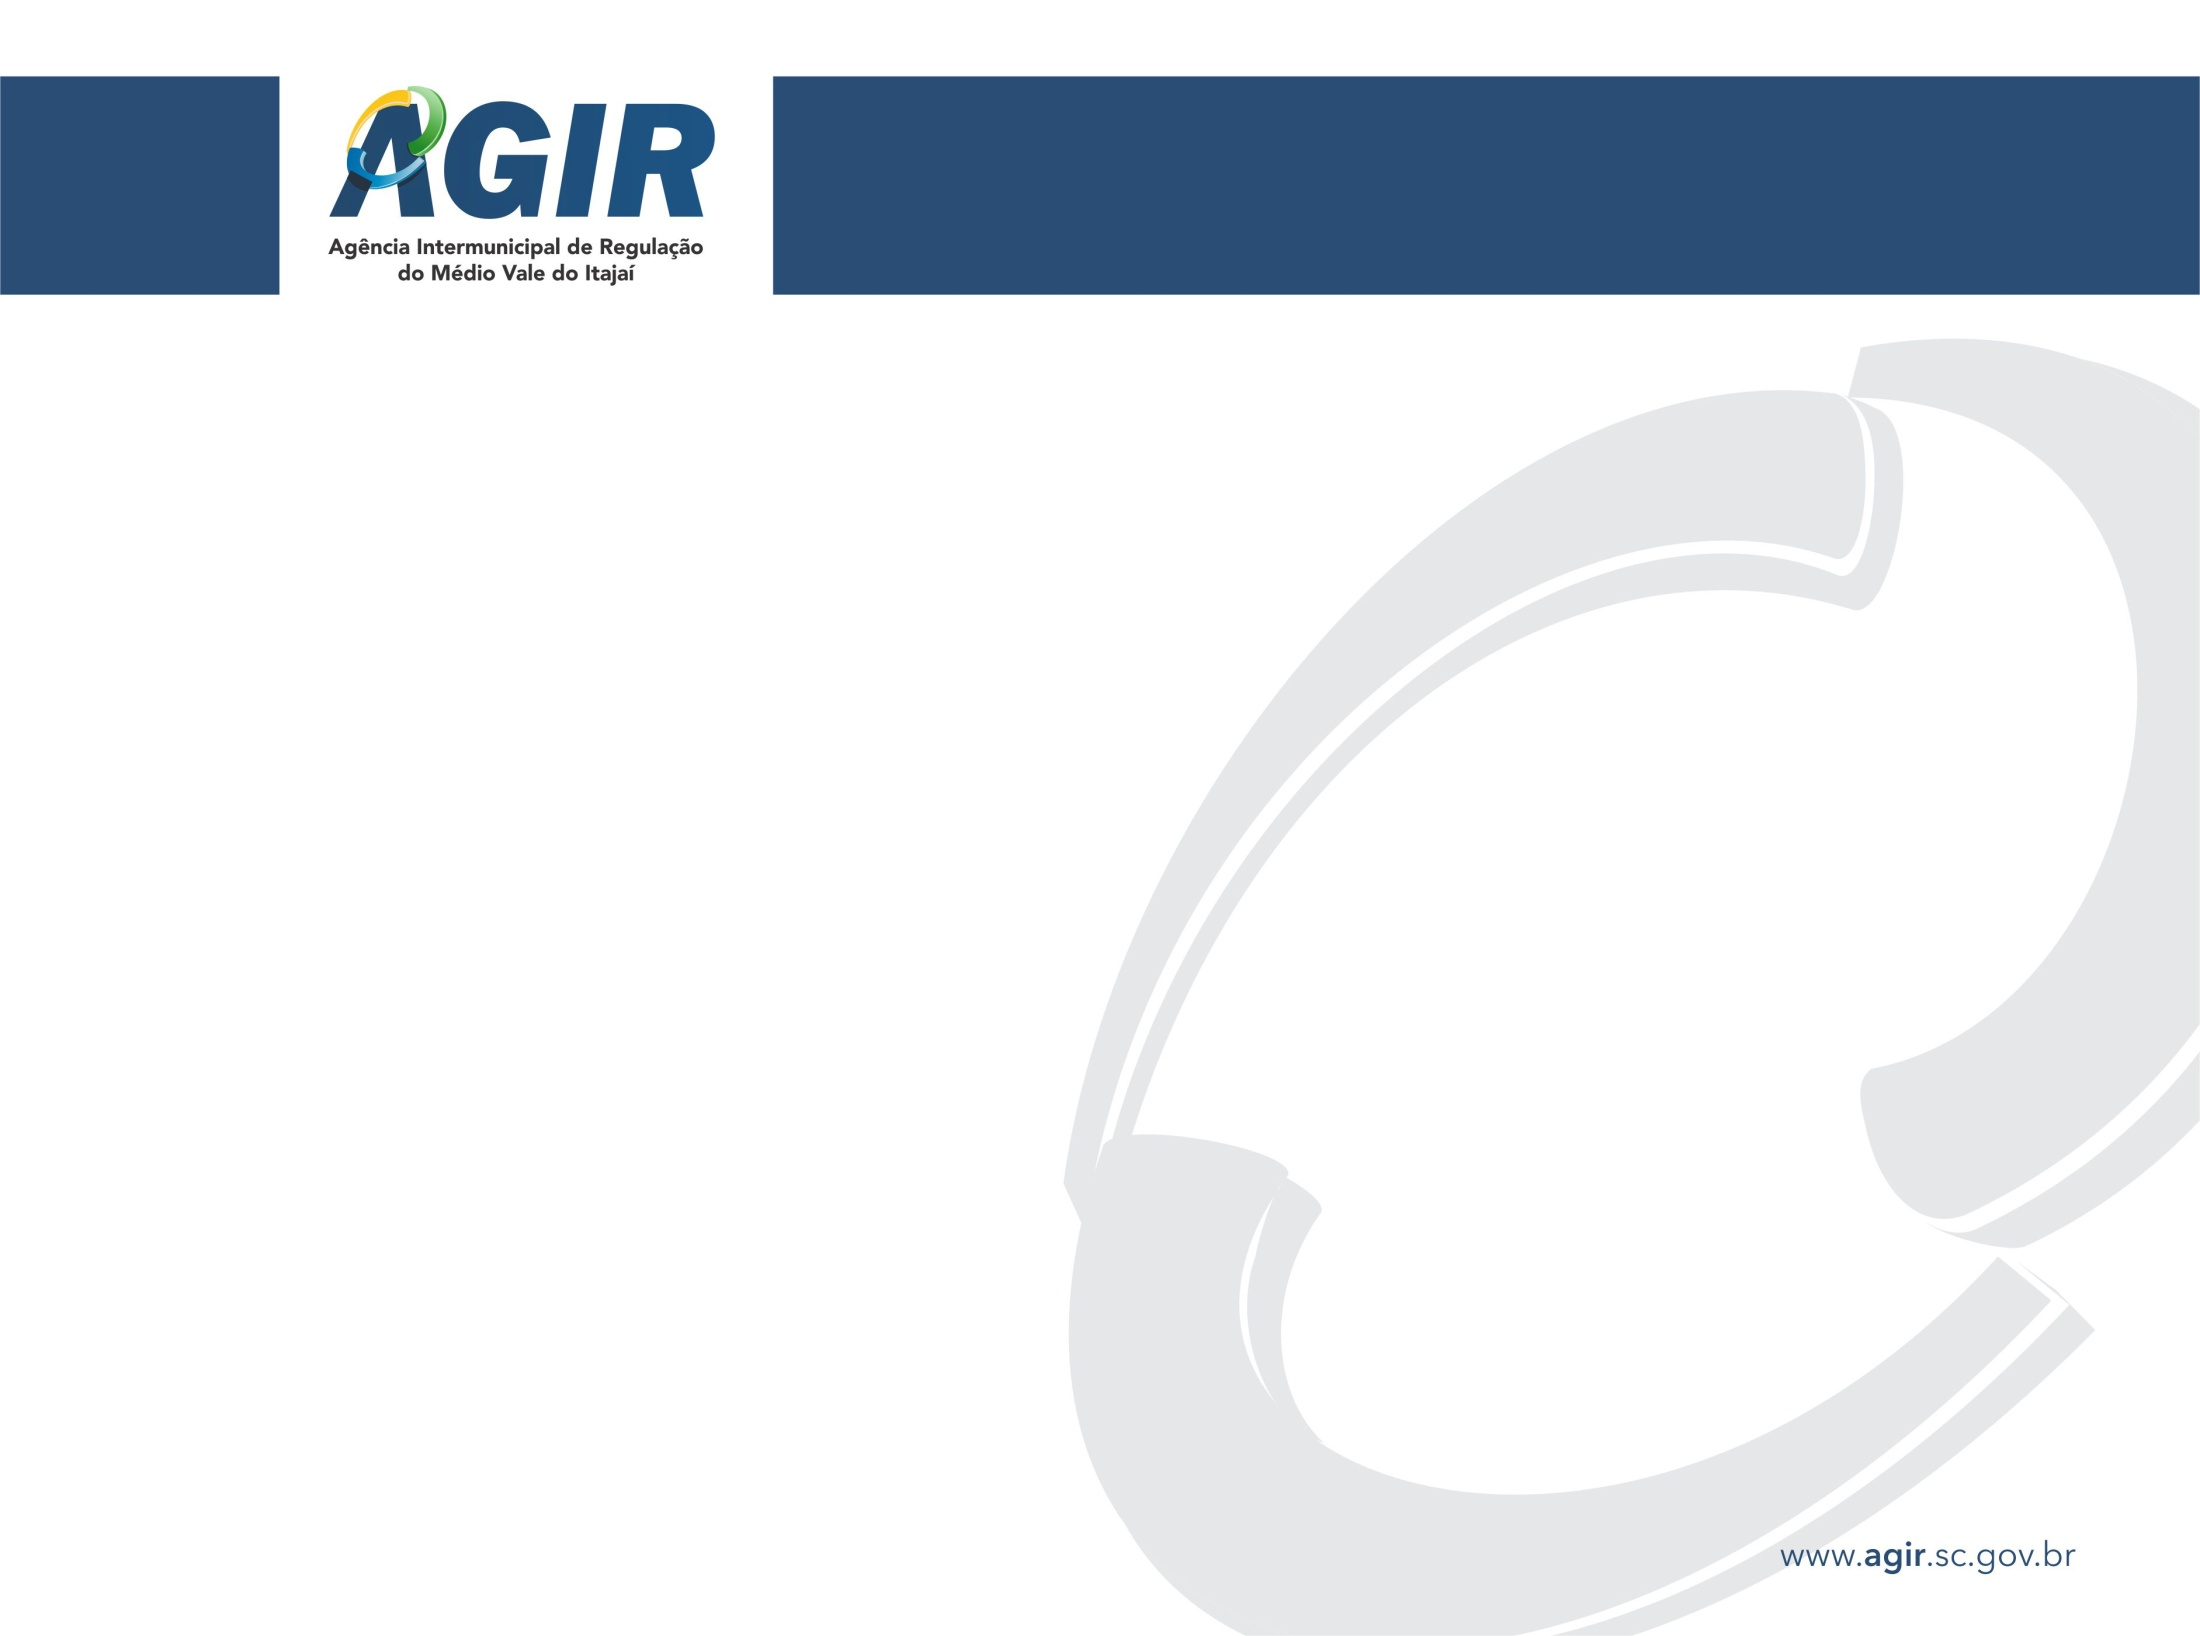 AGIR
Agência Intermunicipal de Regulação
do Médio Vale do Itajaí
www.agir.sc.gov.br